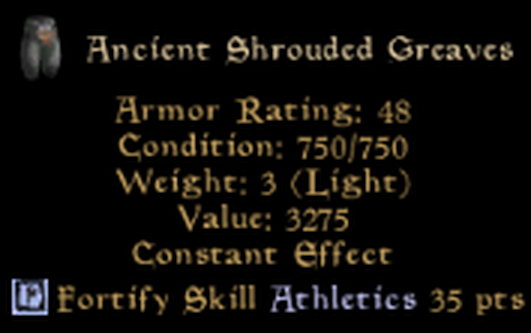 Ancient Shrouded Greaves
Armor Rating: 48
Condition: 750/750
Weight: 3 (Light)
Value: 3275
Constant Effect
Fortify Skill Athletics 35 pts